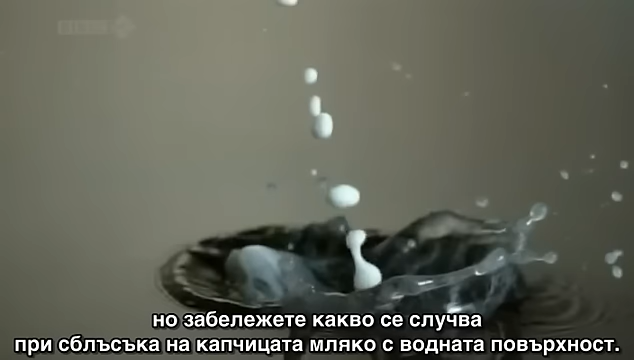 но забележете какво се случва
при сблъсъка на капчицата мляко с водната повърхност.